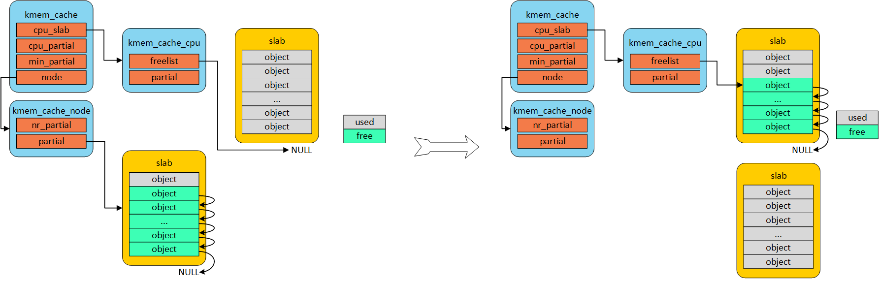 kmem_cache
cpu_slab
cpu_partial
min_partial
node
kmem_cache_cpu
freelist
partial
slab
object
object
object
...
object
object
NULL
used
free
kmem_cache_node
nr_partial
partial
slab
object
object
object
...
object
object
NULL
kmem_cache
cpu_slab
cpu_partial
min_partial
node
kmem_cache_cpu
freelist
partial
slab
object
object
object
...
object
object
NULL
used
free
kmem_cache_node
nr_partial
partial
slab
object
object
object
...
object
object